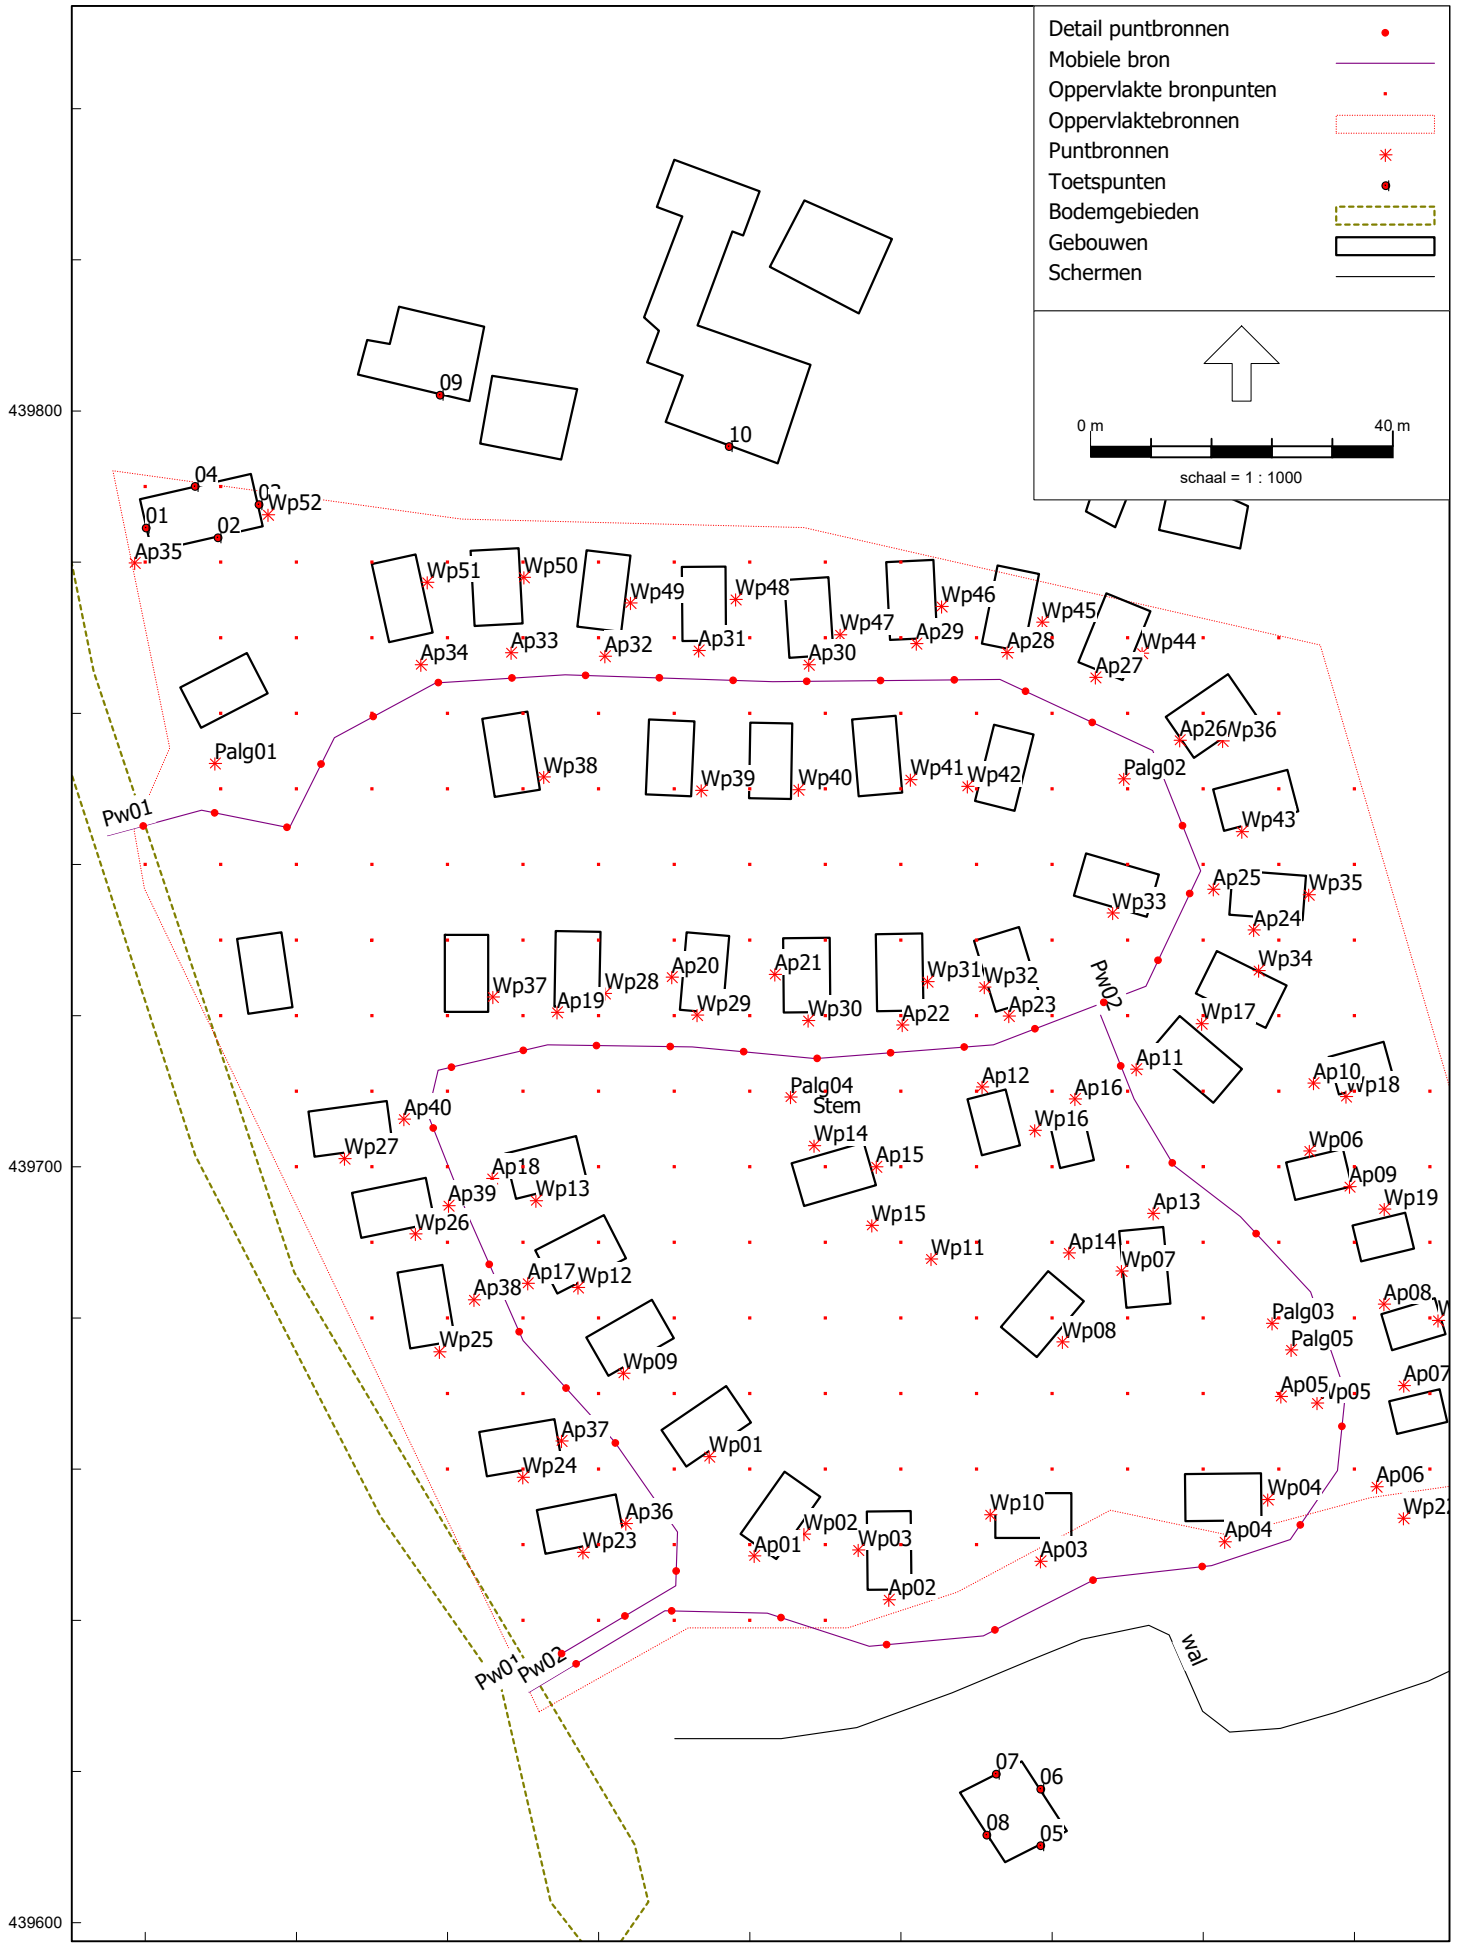 Detail puntbronnen
Mobiele bron
Oppervlakte bronpunten
Oppervlaktebronnen
Puntbronnen
Toetspunten
Bodemgebieden
Gebouwen
Schermen
0 m 40 m
schaal = 1 : 1000
09
439800
10
04
Wp52
01
02
Ap35
Wp51 Wp50
Wp49 Wp48 Wp46
Wp45
Wp47 Wp44
Ap34 Ap33 Ap32 Ap31 Ap30 Ap29 Ap28 Ap27
Ap26 Wp36
Palg01 Wp38 Wp39 Wp40 Wp41 Wp42 Palg02
Pw01
Wp43
Wp33 Ap25 Wp35
Ap24
Wp34
Wp37 Wp28 Ap20 Ap21 Wp31 Wp32 Pw02
Ap19 Wp29 Wp30 Ap22 Ap23 Wp17
Ap11
Palg04 Ap12 Ap16 Ap10 Wp18
Stem
Ap40 Wp14 Wp16
Wp27 Ap18 Ap15 Wp06
439700
Ap39 Wp13 Ap09
Wp26 Wp15 Ap13 Wp19
Wp11 Ap14
Ap38 Ap17 Wp12 Wp07
Palg03 Ap08
Wp25 Wp09 Wp08 Palg05
Ap05 Ap07
Ap37 Wp01
Wp24 Wp10 Wp04 Ap06
Ap36 Wp02
Wp23 Ap01 Wp03 Ap03 Ap04
Ap02
Pw01 Pw02 wal
07 06
08 05
439600